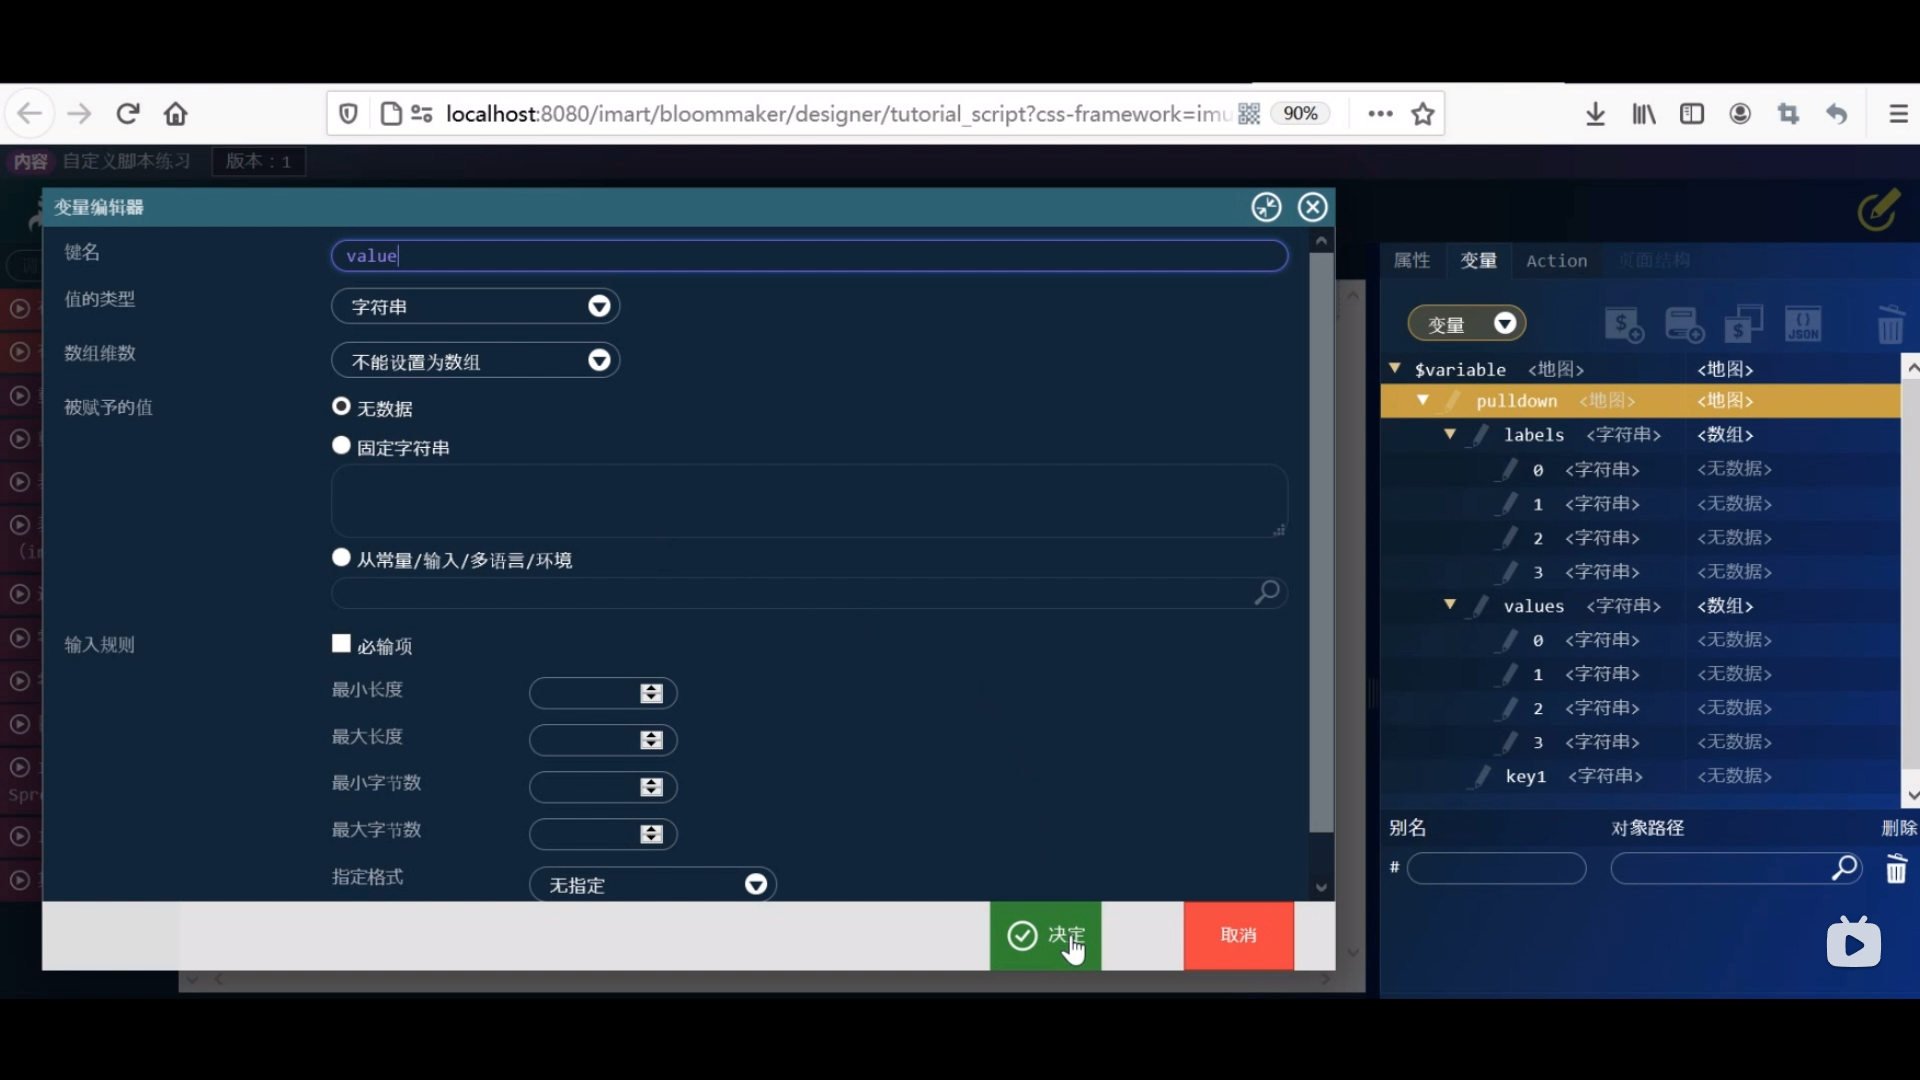 localhost:8080/imart/bloommaker/designer/tutorial_script?css-framework=imu
90%
内容 自定义脚本练习 版本：1
变量编辑器
键名 value
值的类型 字符串
数组维数 不能设置为数组
被赋予的值 无数据
固定字符串
从常量/输入/多语言/环境
输入规则 必输项
最小长度
最大长度
最小字节数
最大字节数
指定格式 无指定
决定 取消
属性 变量 Action 页面结构
变量
JSON
$variable <地图> <地图>
pulldown <地图> <地图>
labels <字符串> <数组>
0 <字符串> <无数据>
1 <字符串> <无数据>
2 <字符串> <无数据>
3 <字符串> <无数据>
values <字符串> <数组>
0 <字符串> <无数据>
1 <字符串> <无数据>
2 <字符串> <无数据>
3 <字符串> <无数据>
key1 <字符串> <无数据>
别名 对象路径 删除
#